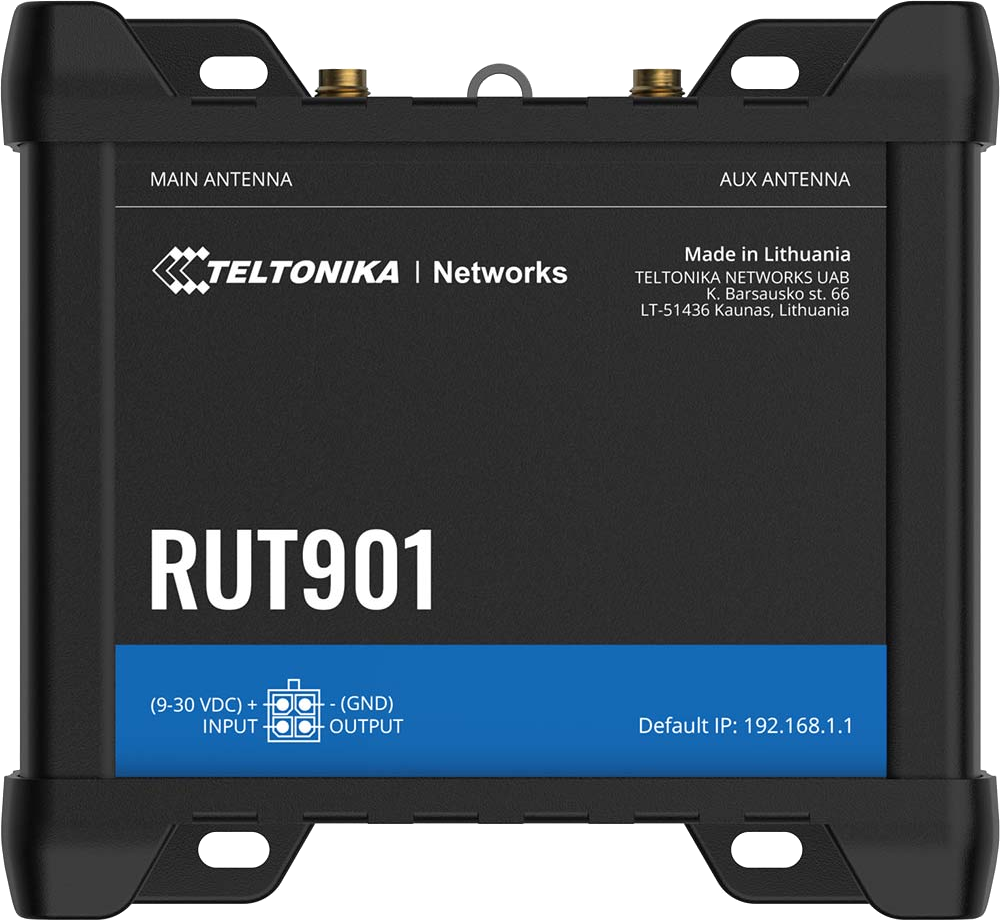 MAIN ANTENNA
AUX ANTENNA
TELTONIKA | Networks
Made in Lithuania
TELTONIKA NETWORKS UAB
K. Barsausko st. 66
LT-51436 Kaunas, Lithuania
RUT901
(9-30 VDC) + - (GND)
INPUT OUTPUT
Default IP: 192.168.1.1